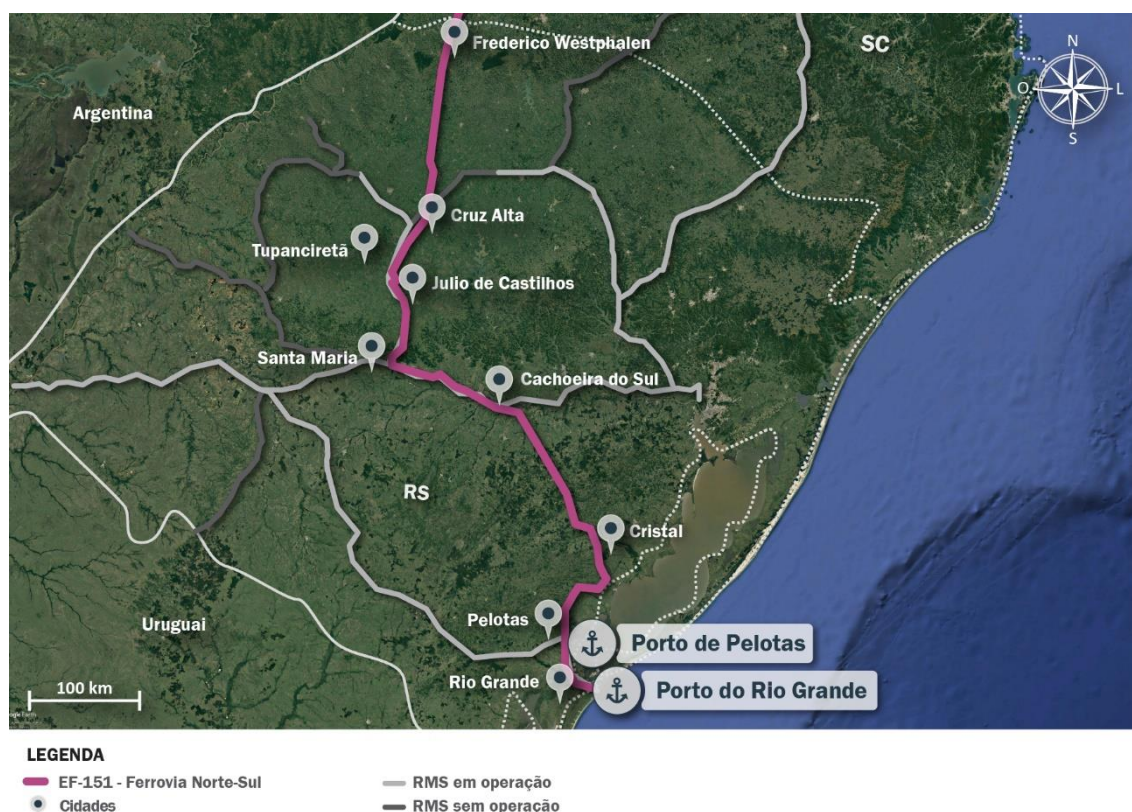 Frederico Westphalen
SC
N
O
L
S
Argentina
Cruz Alta
Tupanciretã
Julio de Castilhos
Santa Maria
Cachoeira do Sul
RS
Cristal
Pelotas
Uruguai
Porto de Pelotas
Rio Grande
Porto do Rio Grande
100 km
LEGENDA
EF-151 - Ferrovia Norte-Sul
RMS em operação
Cidades
RMS sem operação